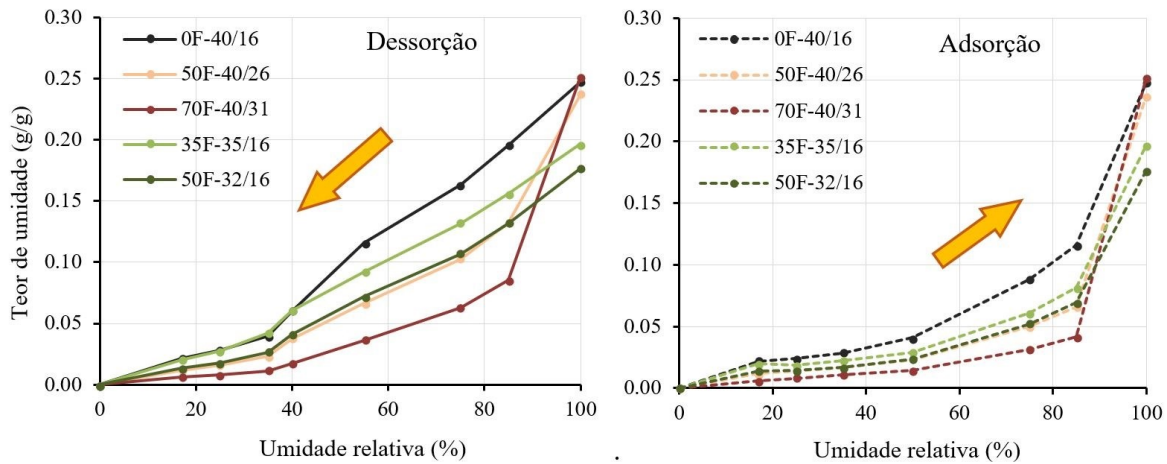 Dessorção
0F-40/16
50F-40/26
70F-40/31
35F-35/16
50F-32/16
Teor de umidade (g/g)
0.30
0.25
0.20
0.15
0.10
0.05
0.00
0 20 40 60 80 100
Umidade relativa (%)
.
Adsorção
0F-40/16
50F-40/26
70F-40/31
35F-35/16
50F-32/16
0.30
0.25
0.20
0.15
0.10
0.05
0.00
0 20 40 60 80 100
Umidade relativa (%)